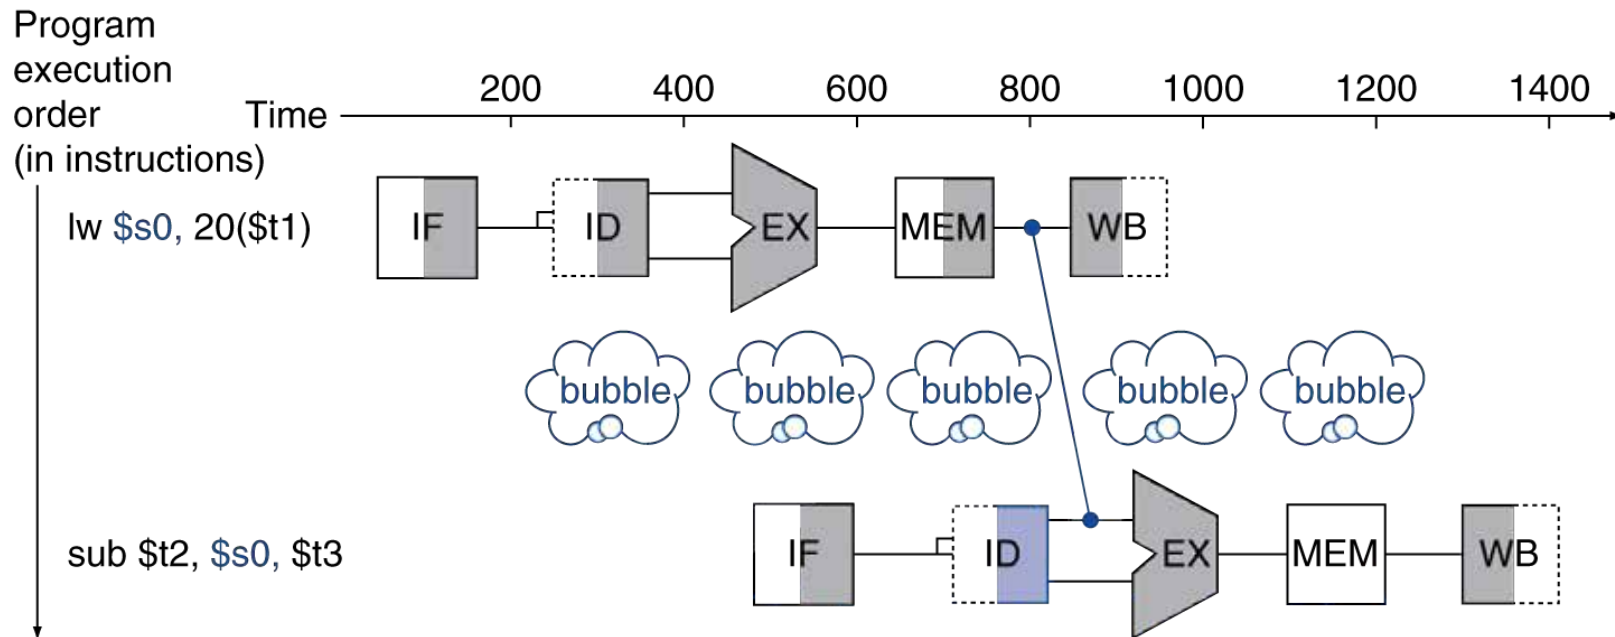 Program
execution
order
(in instructions)
Time
200 400 600 800 1000 1200 1400
lw $s0, 20($t1)
IF ID EX MEM WB
bubble bubble bubble bubble bubble
sub $t2, $s0, $t3
IF ID EX MEM WB